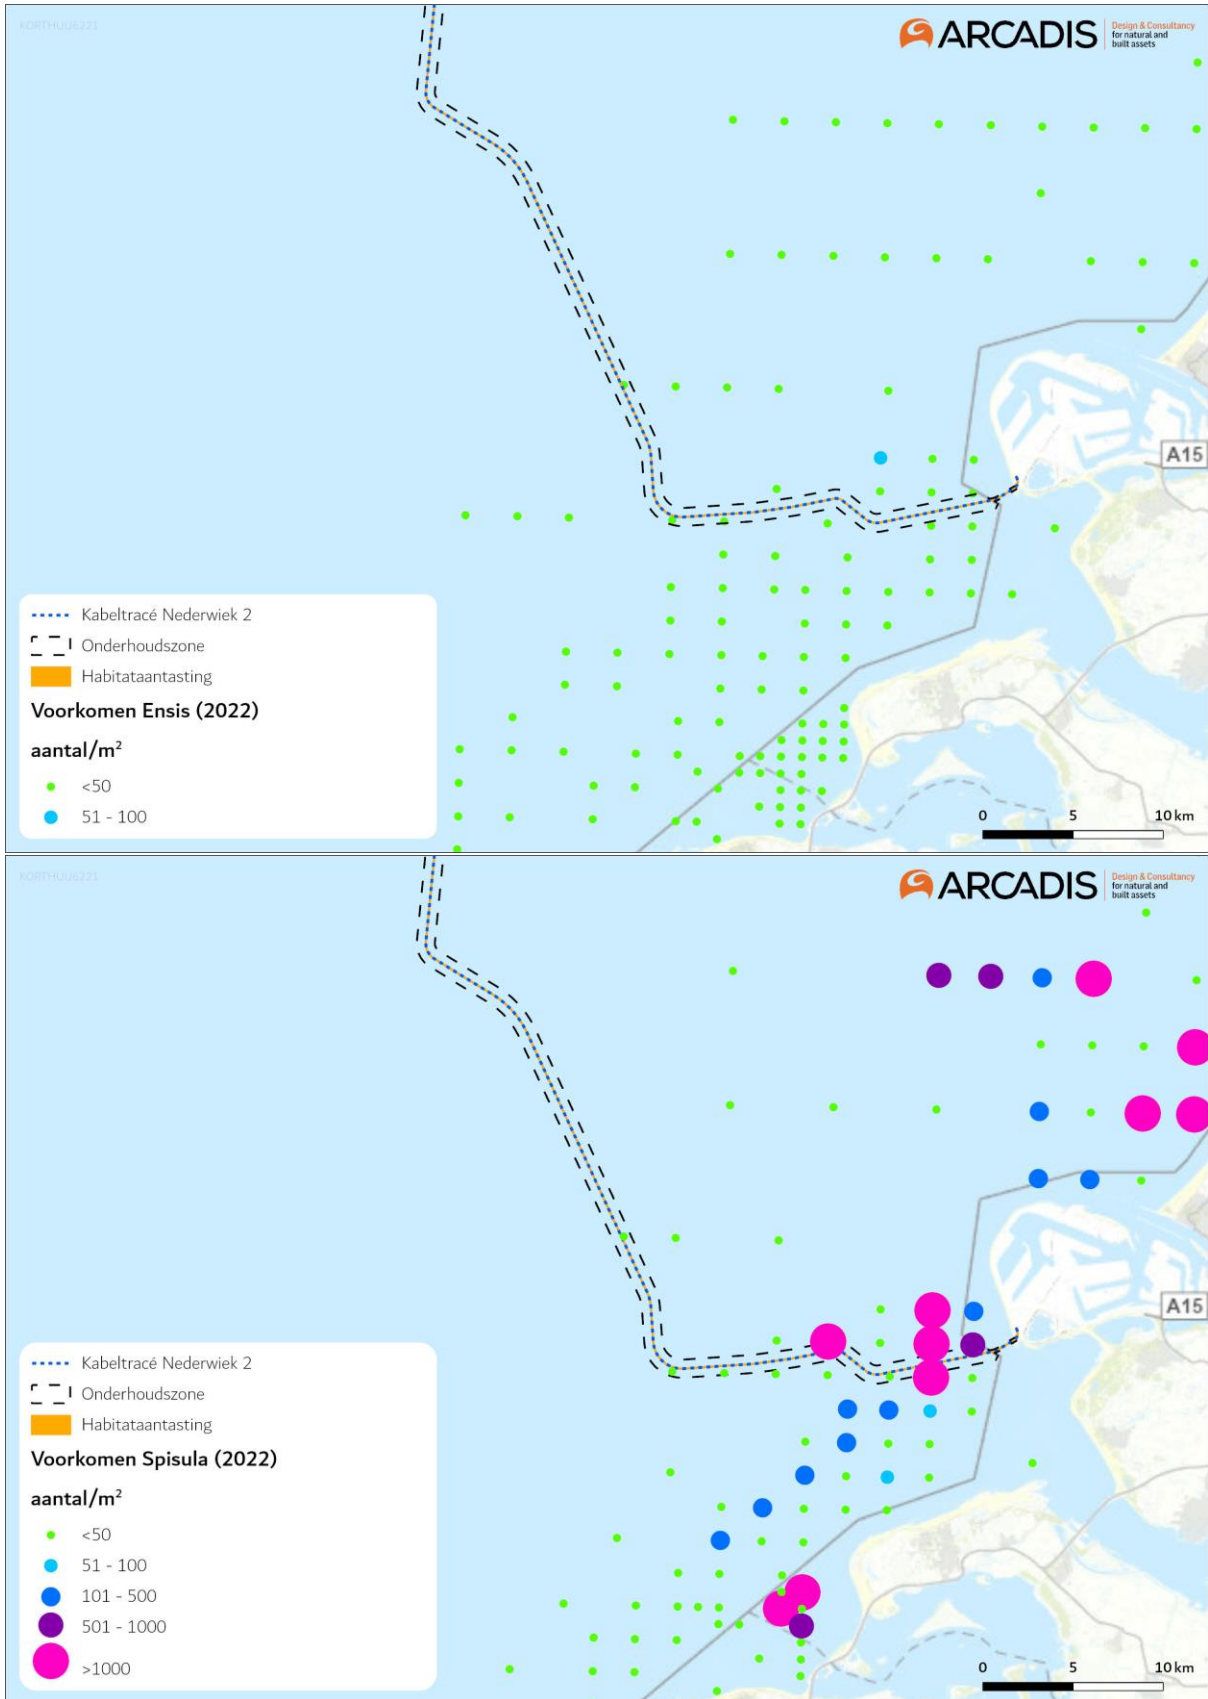 KORTHUU6221
ARCADIS
Design & Consultancy
for natural and
built assets
A15
Kabeltracé Nederwiek 2
Onderhoudszone
Habitataantasting
Voorkomen Ensis (2022)
aantal/m²
<50
51 - 100
0 5 10 km
KORTHUU6221
ARCADIS
Design & Consultancy
for natural and
built assets
A15
Kabeltracé Nederwiek 2
Onderhoudszone
Habitataantasting
Voorkomen Spisula (2022)
aantal/m²
<50
51 - 100
101 - 500
501 - 1000
>1000
0 5 10 km